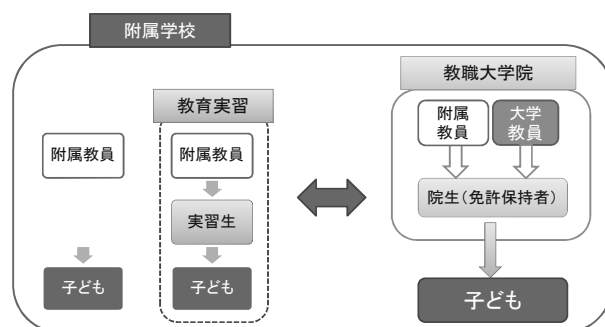 附属学校
教育実習
附属教員
子ども
附属教員
実習生
子ども
教職大学院
附属
教員
大学
教員
院生(免許保持者)
子ども